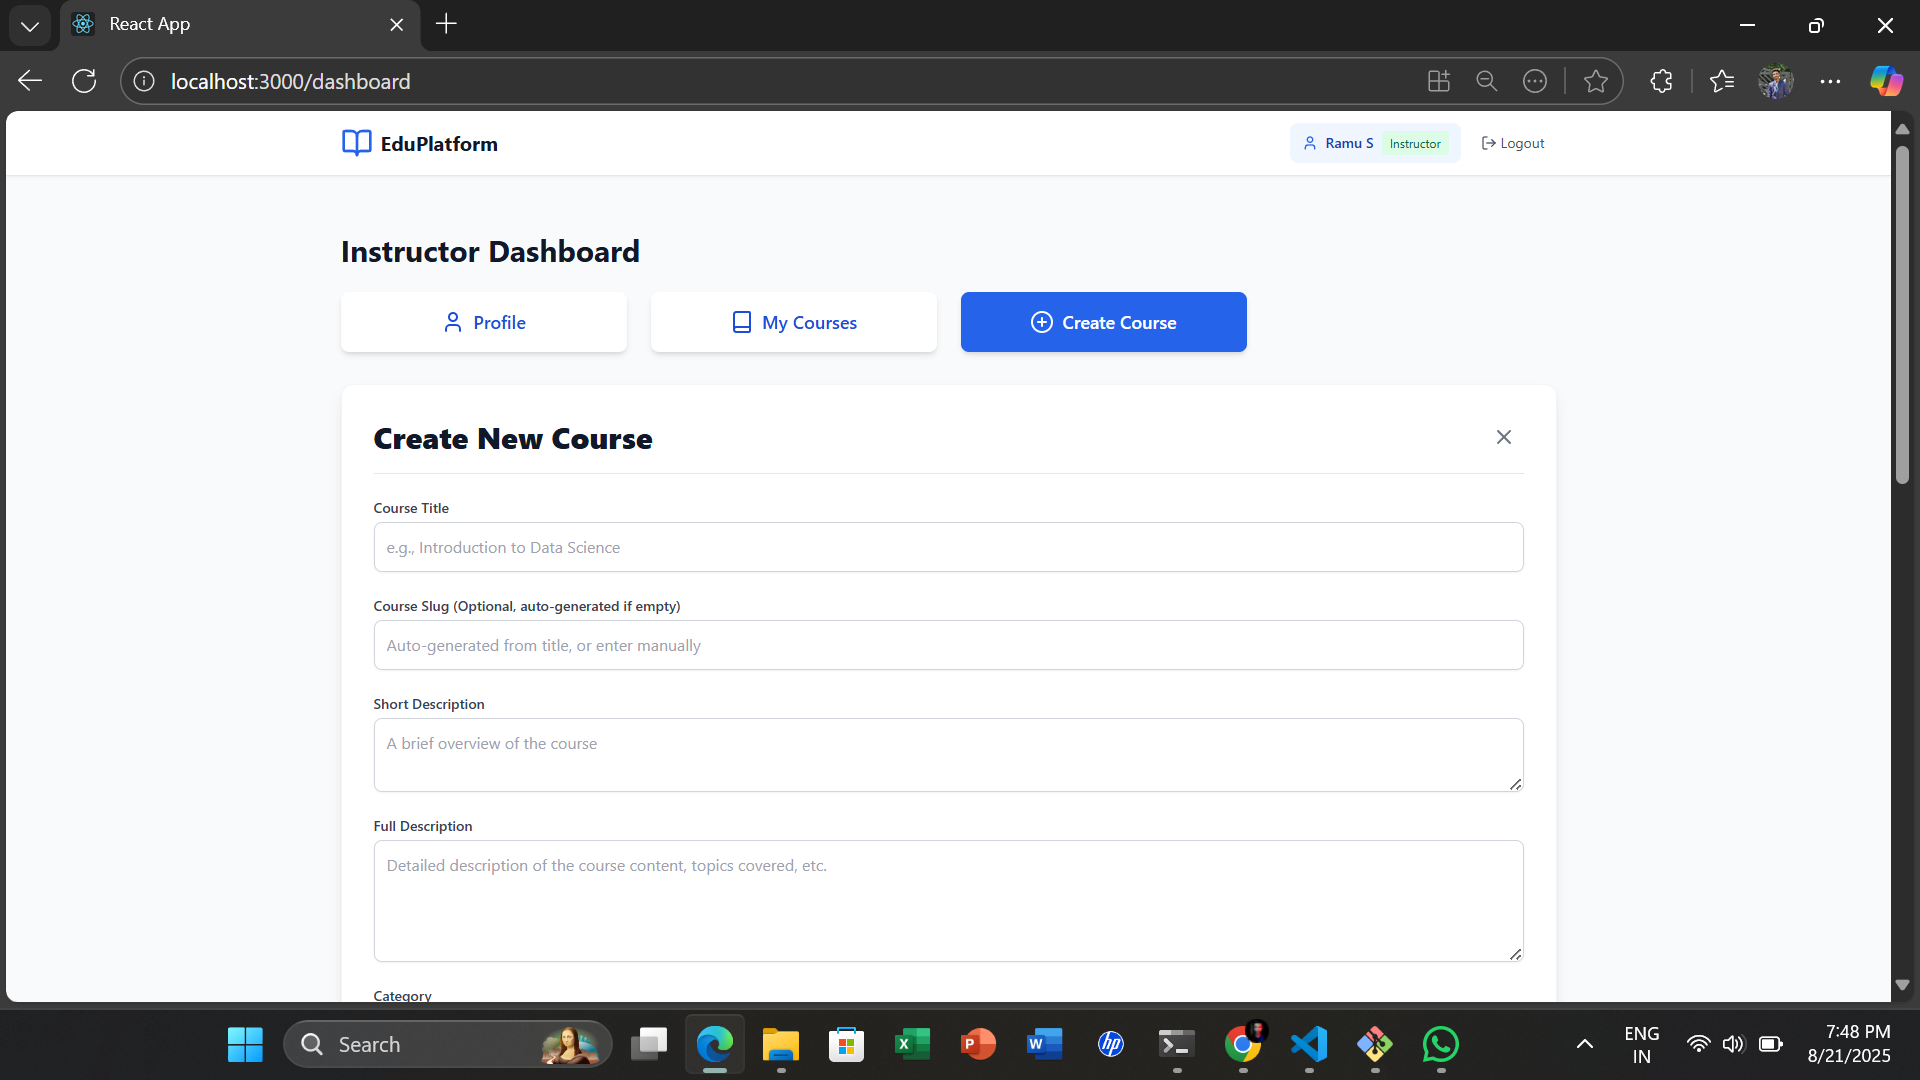 React App
localhost:3000/dashboard
EduPlatform
Ramu S Instructor
Logout
Instructor Dashboard
Profile
My Courses
Create Course
Create New Course
Course Title
e.g., Introduction to Data Science
Course Slug (Optional, auto-generated if empty)
Auto-generated from title, or enter manually
Short Description
A brief overview of the course
Full Description
Detailed description of the course content, topics covered, etc.
Category
Search
ENG
IN
7:48 PM
8/21/2025